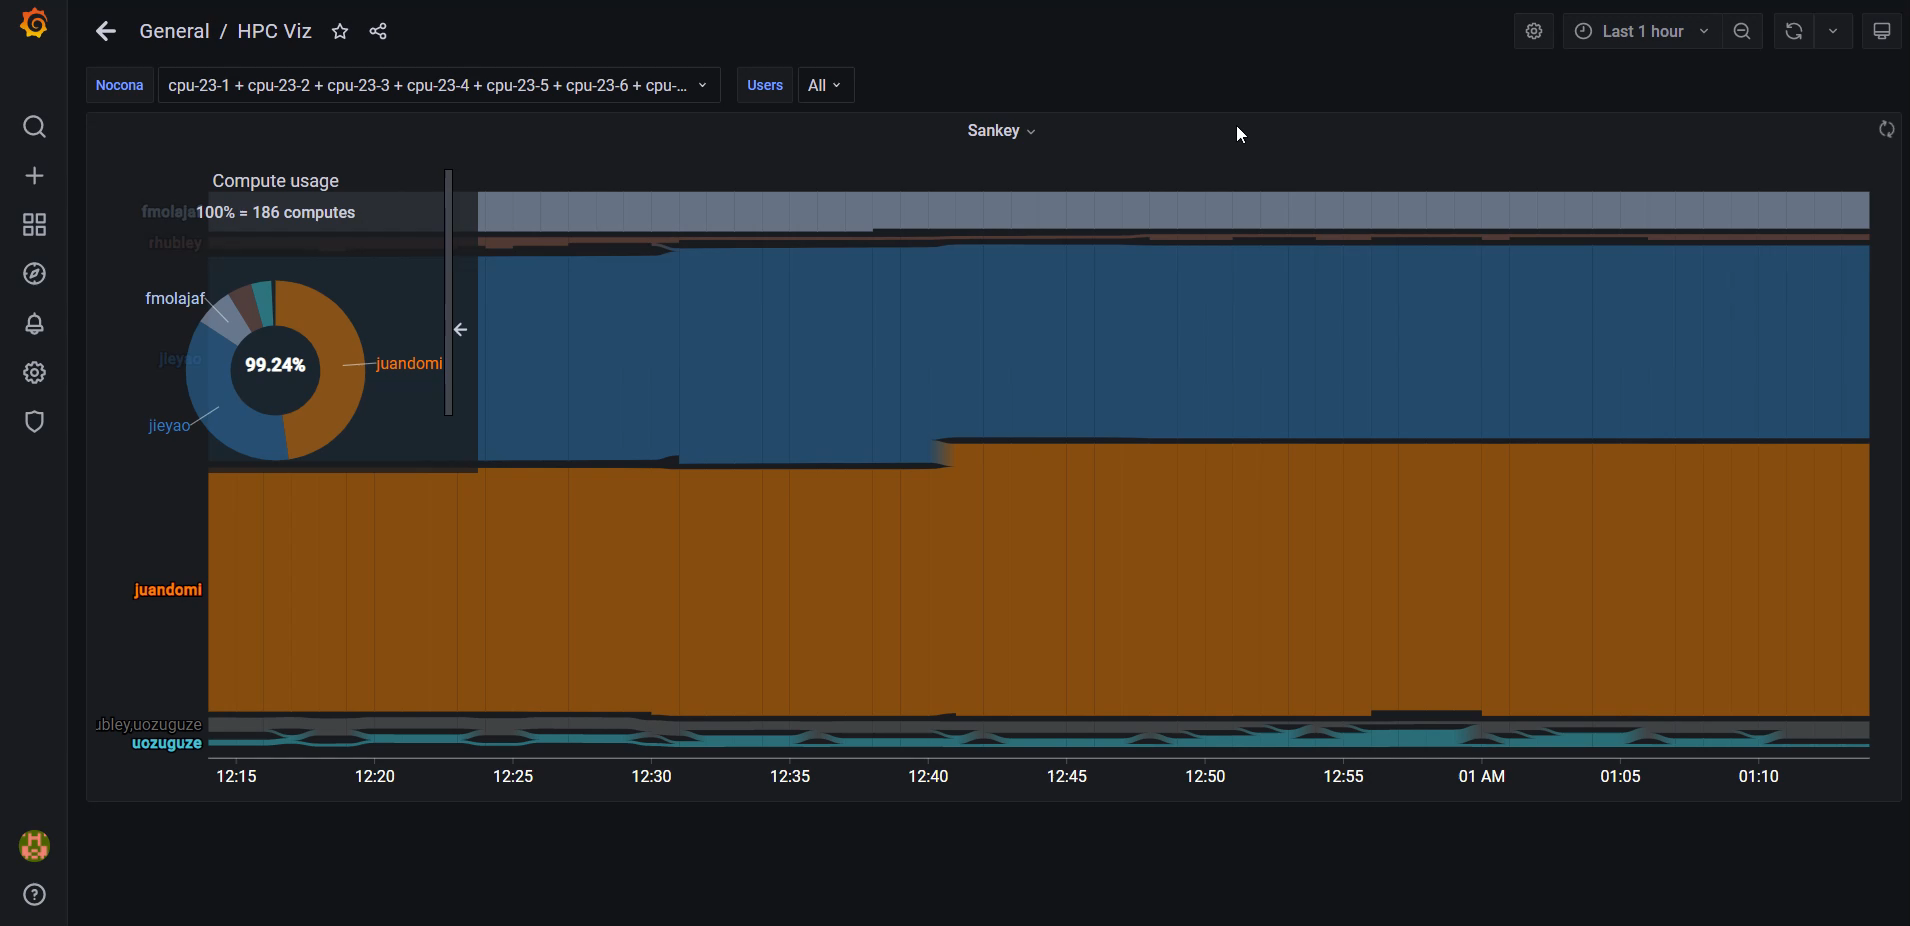 General / HPC Viz
Last 1 hour
Nocona
cpu-23-1 + cpu-23-2 + cpu-23-3 + cpu-23-4 + cpu-23-5 + cpu-23-6 + cpu-...
Users
All
Sankey
Compute usage
100% = 186 computes
fmolajaf
rhubley
fmolajaf
jieyao
99.24%
juandomi
jieyao
juandomi
ubley,uozuguze
uozuguze
12:15 12:20 12:25 12:30 12:35 12:40 12:45 12:50 12:55 01 AM 01:05 01:10